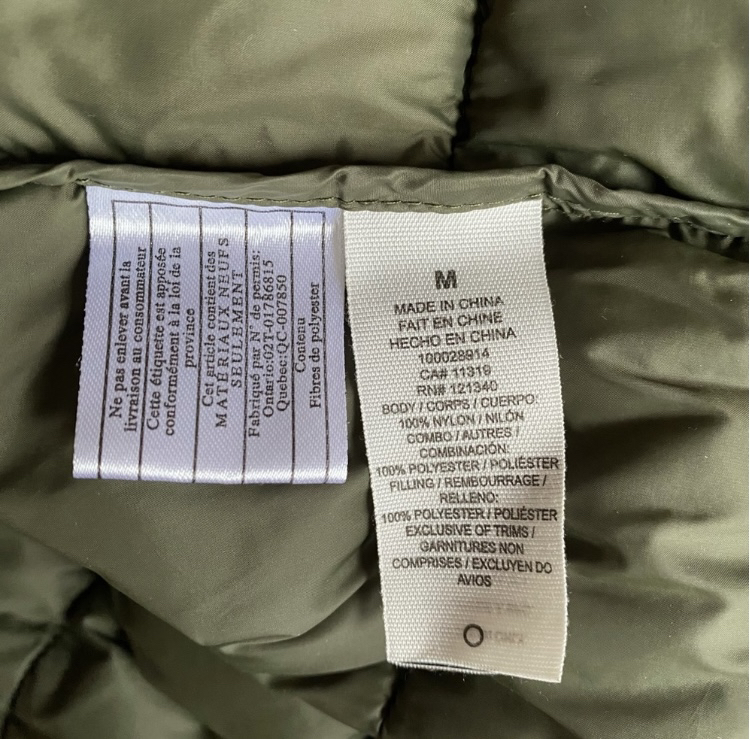 Ne pas enlever avant la
livraison au consommateur
Cette étiquette est apposée
conformément à la loi de la
province
Cet article contient des
MATÉRIAUX NEUFS
SEULEMENT
Fabriqué par N° de permis:
Ontario:02T-01786815
Quebec:QC-007850
Contenu
Fibres de polyester
M
MADE IN CHINA
FAIT EN CHINE
HECHO EN CHINA
100028914
CA# 11319
RN# 121340
BODY / CORPS / CUERPO:
100% NYLON / NILÓN
COMBO / AUTRES /
COMBINACIÓN:
100% POLYESTER / POLIÉSTER
FILLING / REMBOURRAGE /
RELLENO:
100% POLYESTER / POLIÉSTER
EXCLUSIVE OF TRIMS /
GARNITURES NON
COMPRISES / EXCLUYEN DO
AVIOS